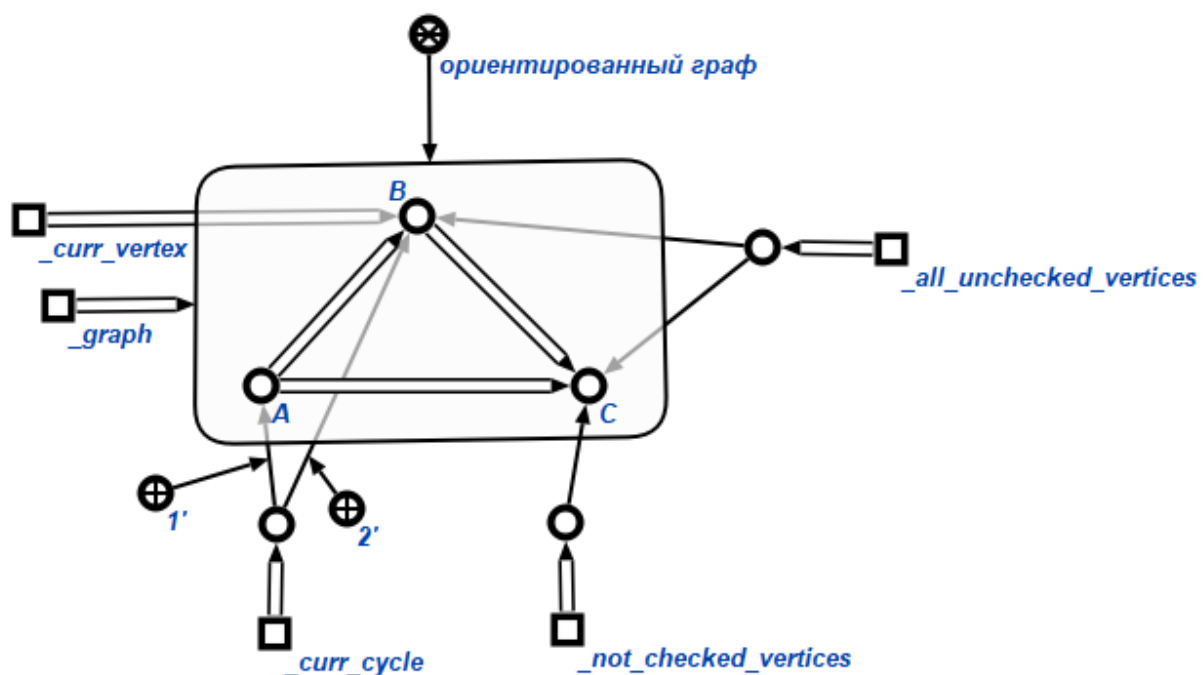 ориентированный граф
B
_curr_vertex
_all_unchecked_vertices
_graph
A
C
1'
2'
_curr_cycle
_not_checked_vertices